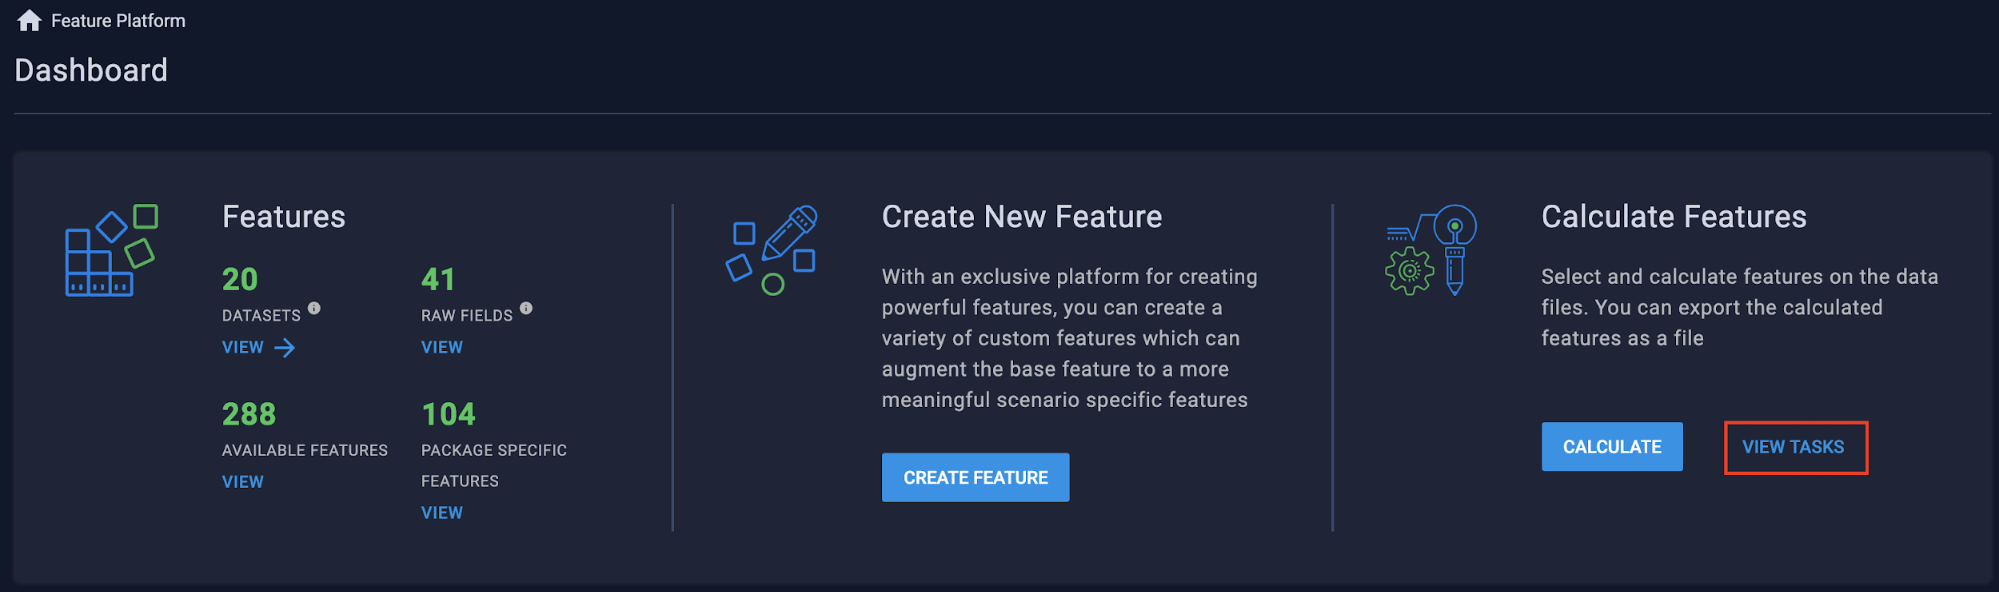 Feature Platform
Dashboard
Features
20
DATASETS
VIEW
41
RAW FIELDS
VIEW
288
AVAILABLE FEATURES
VIEW
104
PACKAGE SPECIFIC
FEATURES
VIEW
Create New Feature
With an exclusive platform for creating
powerful features, you can create a
variety of custom features which can
augment the base feature to a more
meaningful scenario specific features
CREATE FEATURE
Calculate Features
Select and calculate features on the data
files. You can export the calculated
features as a file
CALCULATE
VIEW TASKS